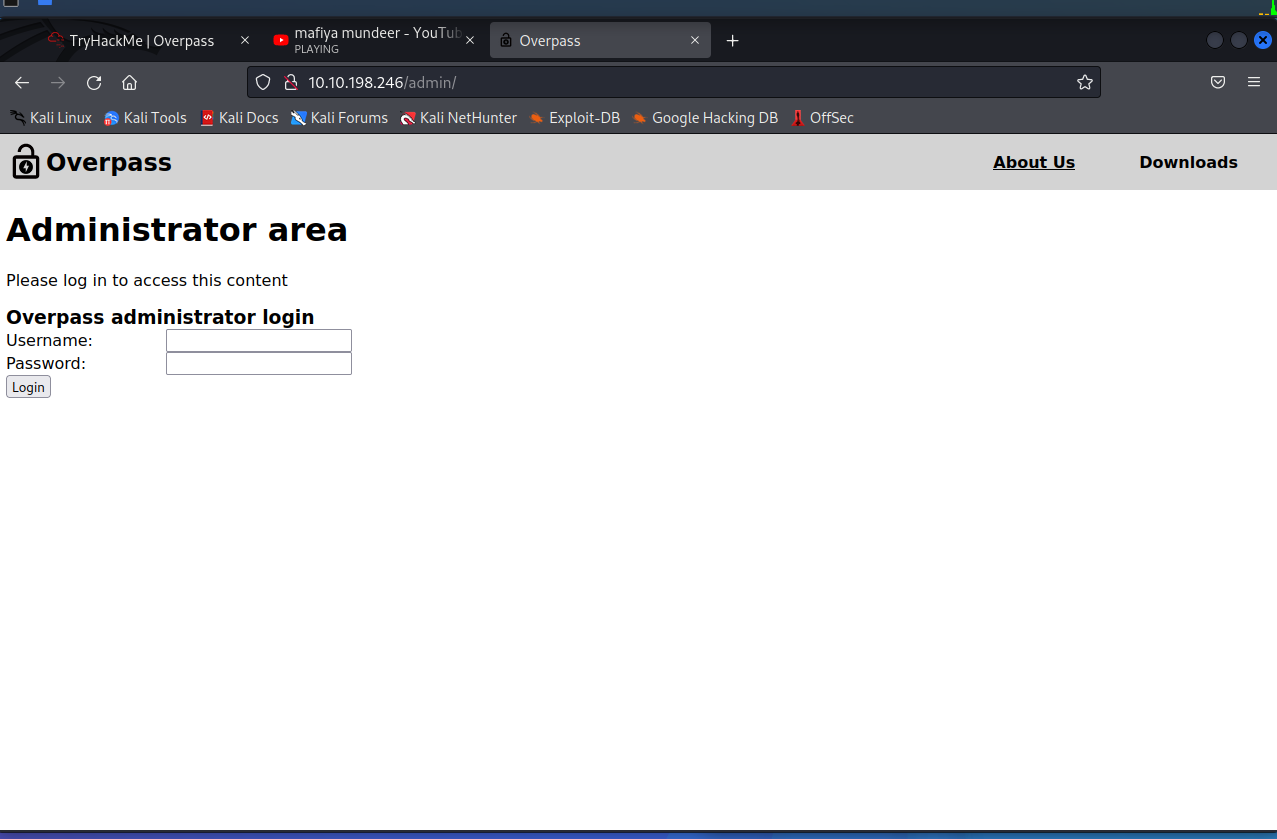 TryHackMe | Overpass
mafiya mundeer - YouTub
PLAYING
Overpass
10.10.198.246/admin/
Kali Linux Kali Tools Kali Docs Kali Forums Kali NetHunter Exploit-DB Google Hacking DB OffSec
Overpass About Us Downloads
Administrator area
Please log in to access this content
Overpass administrator login
Username:
Password:
Login